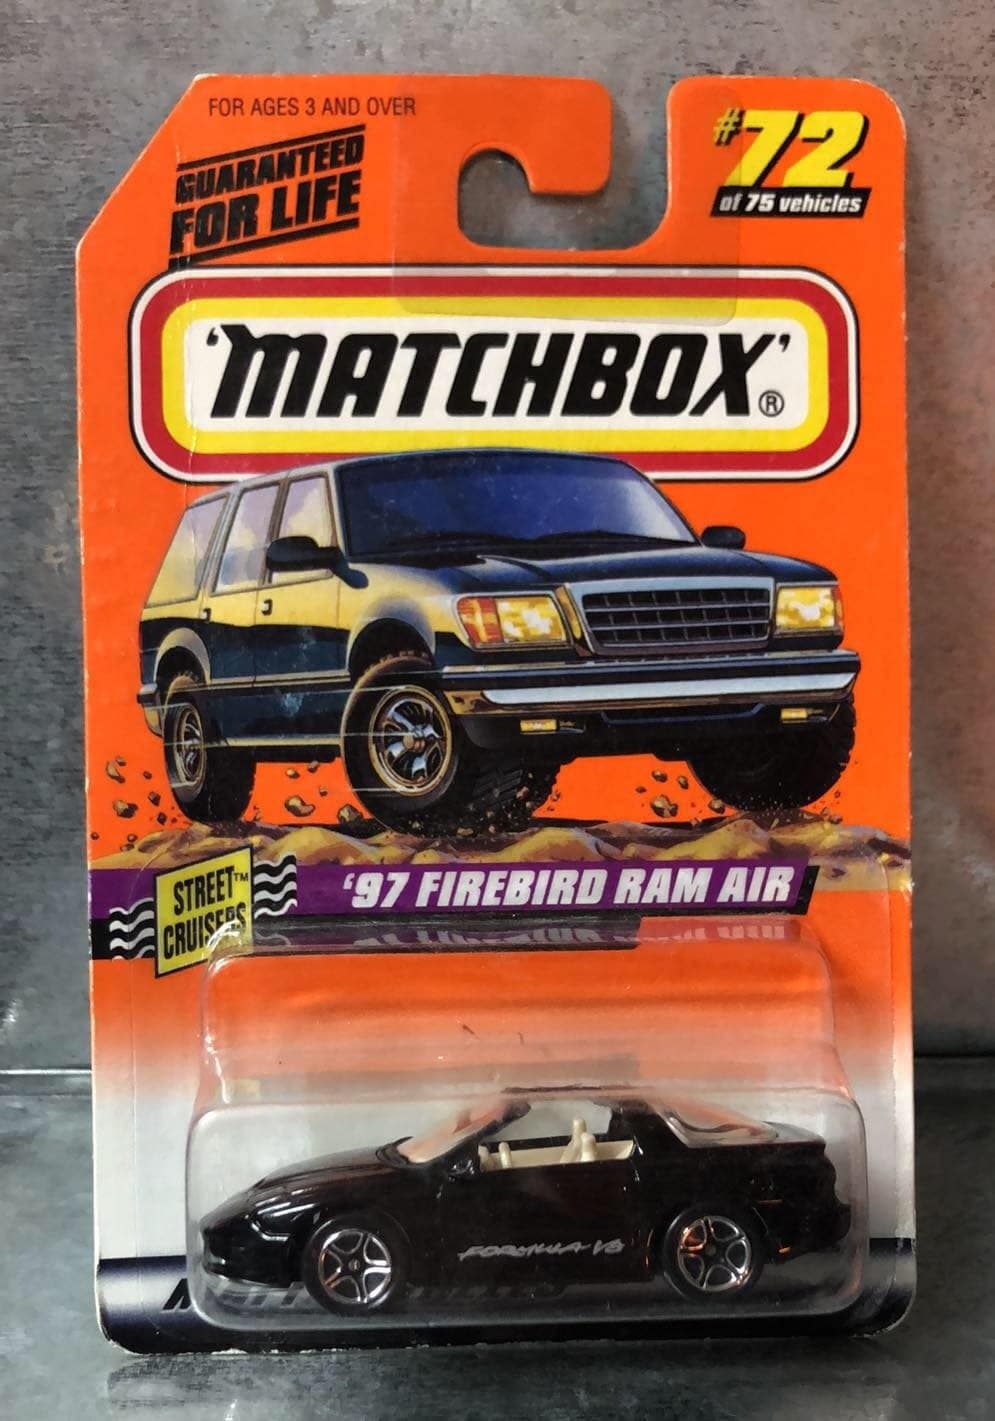 FOR AGES 3 AND OVER
GUARANTEED
FOR LIFE
#72
of 75 vehicles
'MATCHBOX'®
STREET™
CRUISERS
'97 FIREBIRD RAM AIR
FORMULA V8